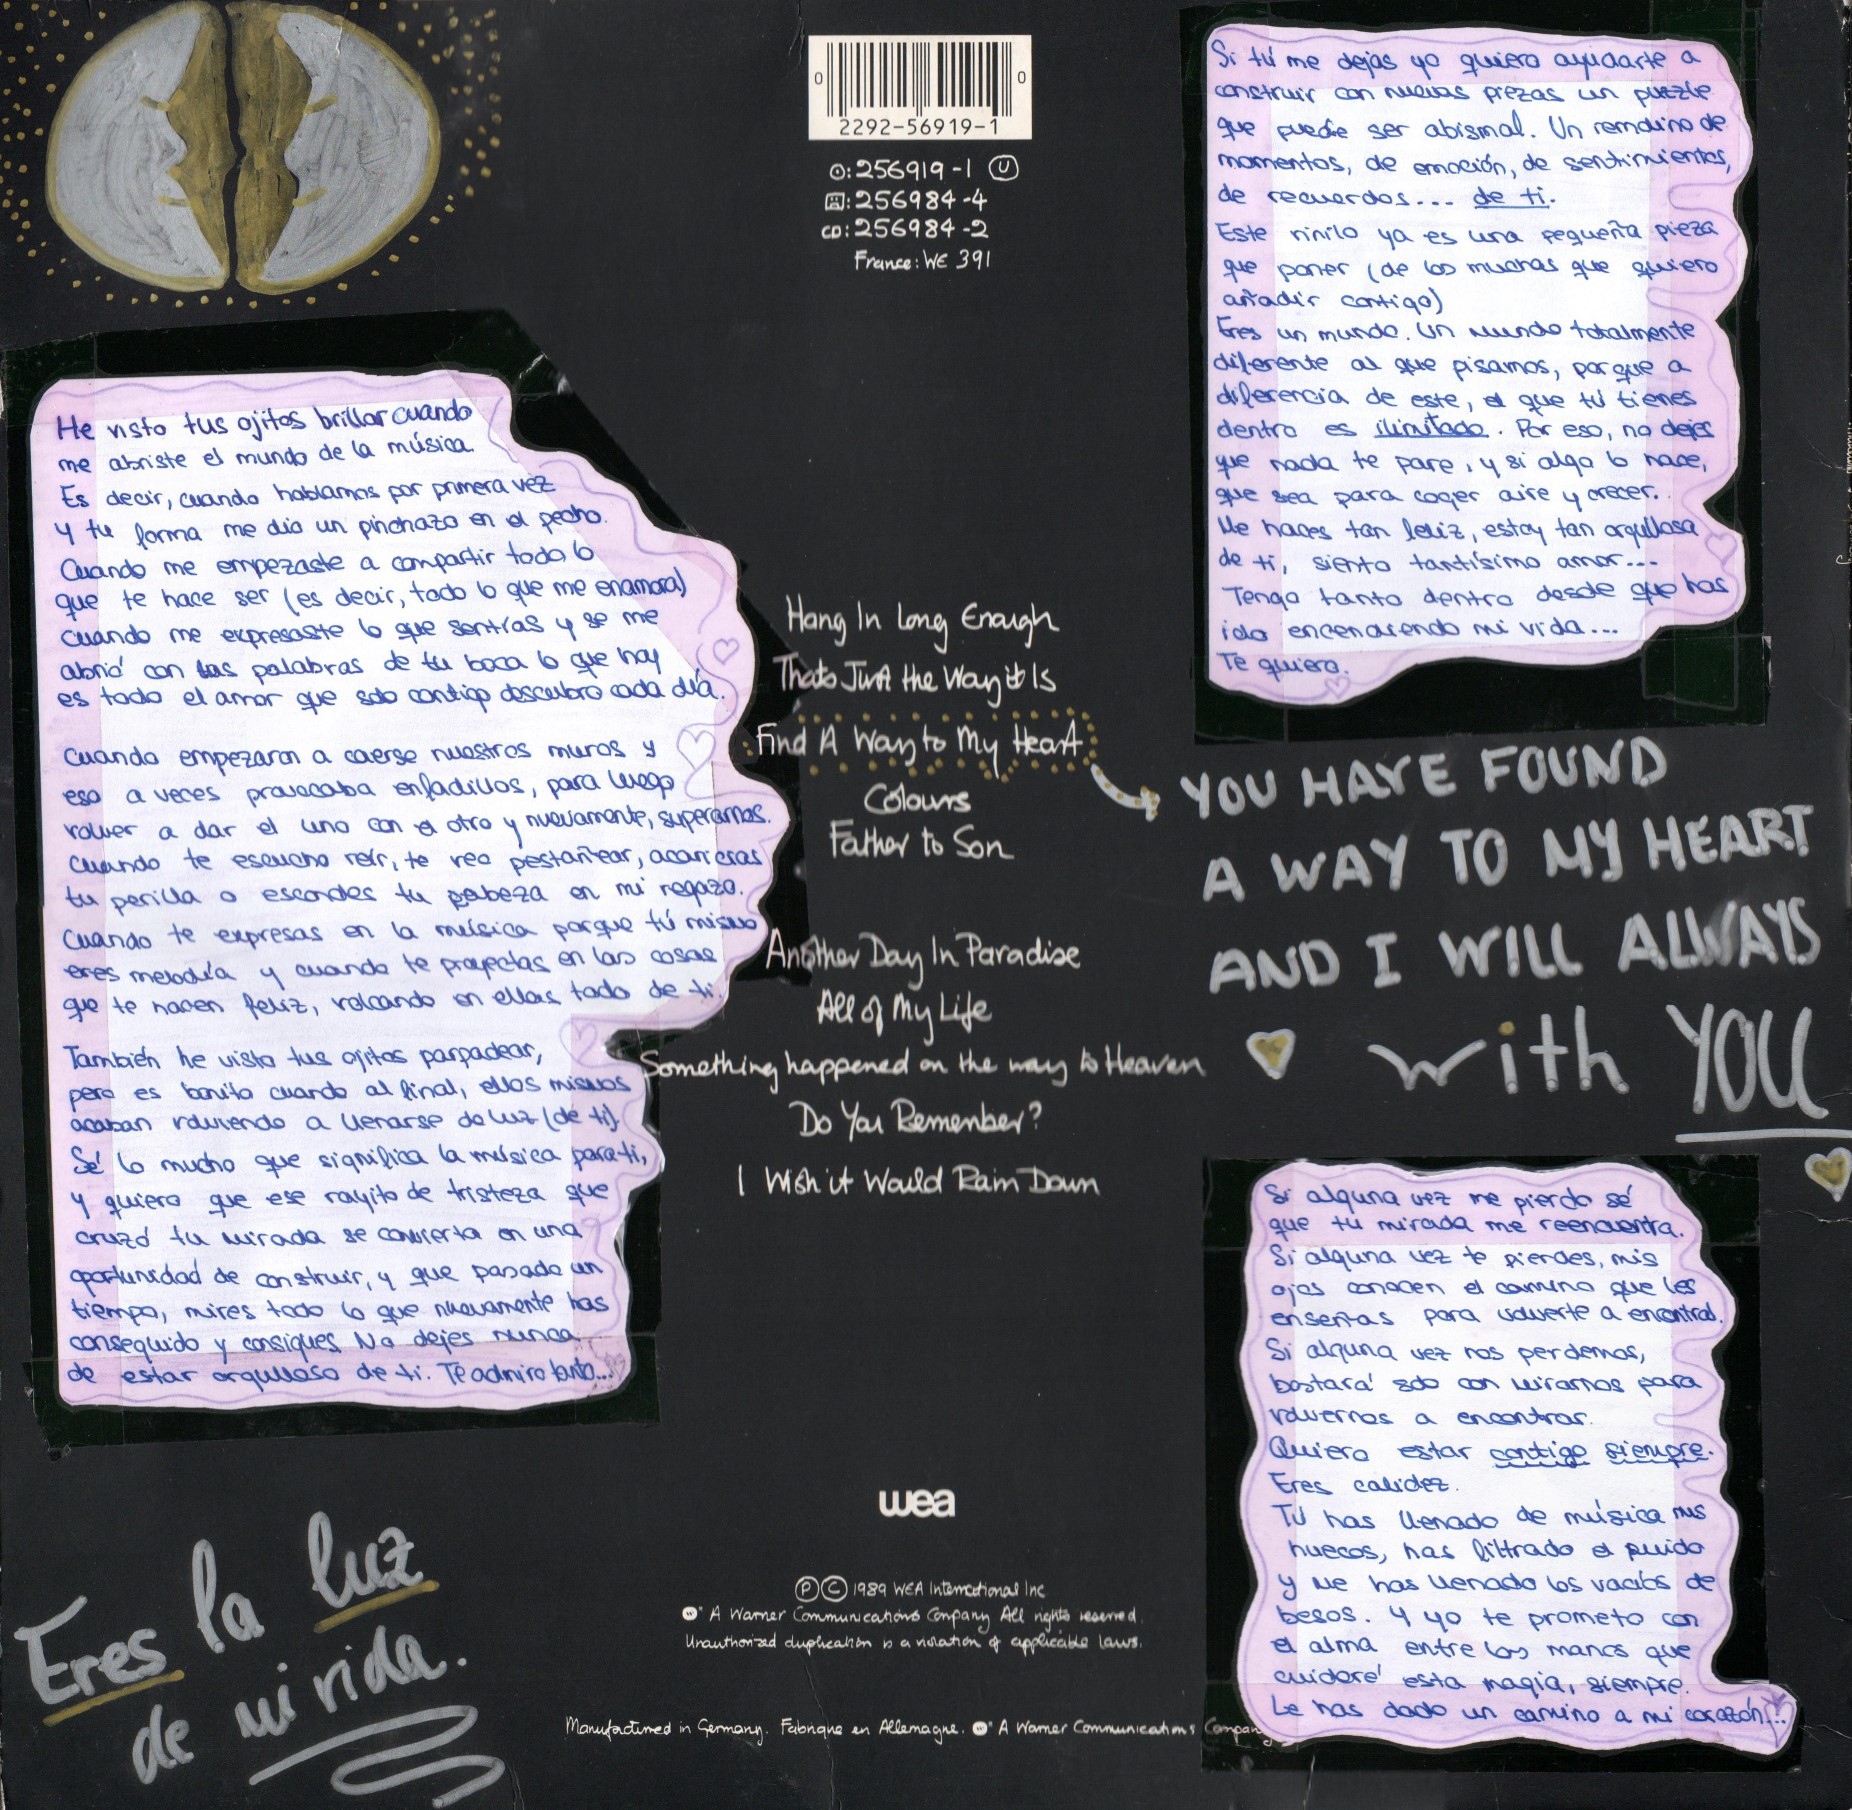 0 0
2292-56919-1
: 256919-1 U
: 256984-4
CD: 256984-2
France: WE 391
He visto tus ojitos brillar cuando
me abriste el mundo de la música.
Es decir, cuando hablamos por primera vez
y tu forma me dio un pinchazo en el pecho.
Cuando me empezaste a compartir todo lo
que te hace ser (es decir, todo lo que me enamora)
cuando me expresaste lo que sentías y se me
abrió con las palabras de tu boca lo que hoy
es todo el amor que solo contigo descubro cada día.
Cuando empezaron a caerse nuestros muros y
eso a veces provocaba enfadillos, para luego
volver a dar el uno con el otro y nuevamente, superarnos.
Cuando te escucho reír, te veo pestañear, acaricias
tu perilla o escondes tu cabeza en mi regazo.
Cuando te expresas en la música porque tú mismo
eres melodía y cuando te proyectas en las cosas
que te hacen feliz, volcando en ellas todo de ti.
También he visto tus ojitos parpadear,
pero es bonito cuando al final, ellos mismos
acaban volviendo a llenarse de luz (de ti).
Sé lo mucho que significa la música para ti,
y quiero que ese rayito de tristeza que
cruzó tu mirada se convierta en una
oportunidad de construir, y que pasado un
tiempo, mires todo lo que nuevamente has
conseguido y consigues. No dejes nunca
de estar orgulloso de ti. Te admiro tanto...
Eres la luz
de mi vida.
Hang In Long Enough
Thats Just the Way it Is
Find A Way to My Heart
Colours
Father to Son
Another Day In Paradise
All of My Life
Something happened on the way to Heaven
Do You Remember?
I Wish it Would Rain Down
wea
P C 1989 WEA International Inc
A Warner Communications Company All rights reserved.
Unauthorized duplication is a violation of applicable laws.
Manufactured in Germany. Fabriqué en Allemagne. A Warner Communications Company
Si tú me dejas yo quiero ayudarte a
construir con nuevas piezas un puzzle
que puede ser abismal. Un remolino de
momentos, de emoción, de sentimientos,
de recuerdos... de ti.
Este vinilo ya es una pequeña pieza
que poner (de las muchas que quiero
añadir contigo)
Eres un mundo. Un mundo totalmente
diferente al que pisamos, porque a
diferencia de este, el que tú tienes
dentro es ilimitado. Por eso, no dejes
que nada te pare, y si algo lo hace,
que sea para coger aire y crecer.
Me haces tan feliz, estoy tan orgullosa
de ti, siento tantísimo amor...
Tengo tanto dentro desde que has
ido encendiendo mi vida...
Te quiero.
YOU HAVE FOUND
A WAY TO MY HEART
AND I WILL ALWAYS
with YOU
Si alguna vez me pierdo sé
que tu mirada me reencuentra.
Si alguna vez te pierdes, mis
ojos conocen el camino que les
enseñas para volverte a encontrar.
Si alguna vez nos perdemos,
bastará solo con mirarnos para
volvernos a encontrar.
Quiero estar contigo siempre.
Eres calidez.
Tú has llenado de música mis
huecos, has filtrado el ruido
y me has llenado los vacíos de
besos. Y yo te prometo con
el alma entre las manos que
cuidaré esta magia, siempre.
Le has dado un camino a mi corazón...